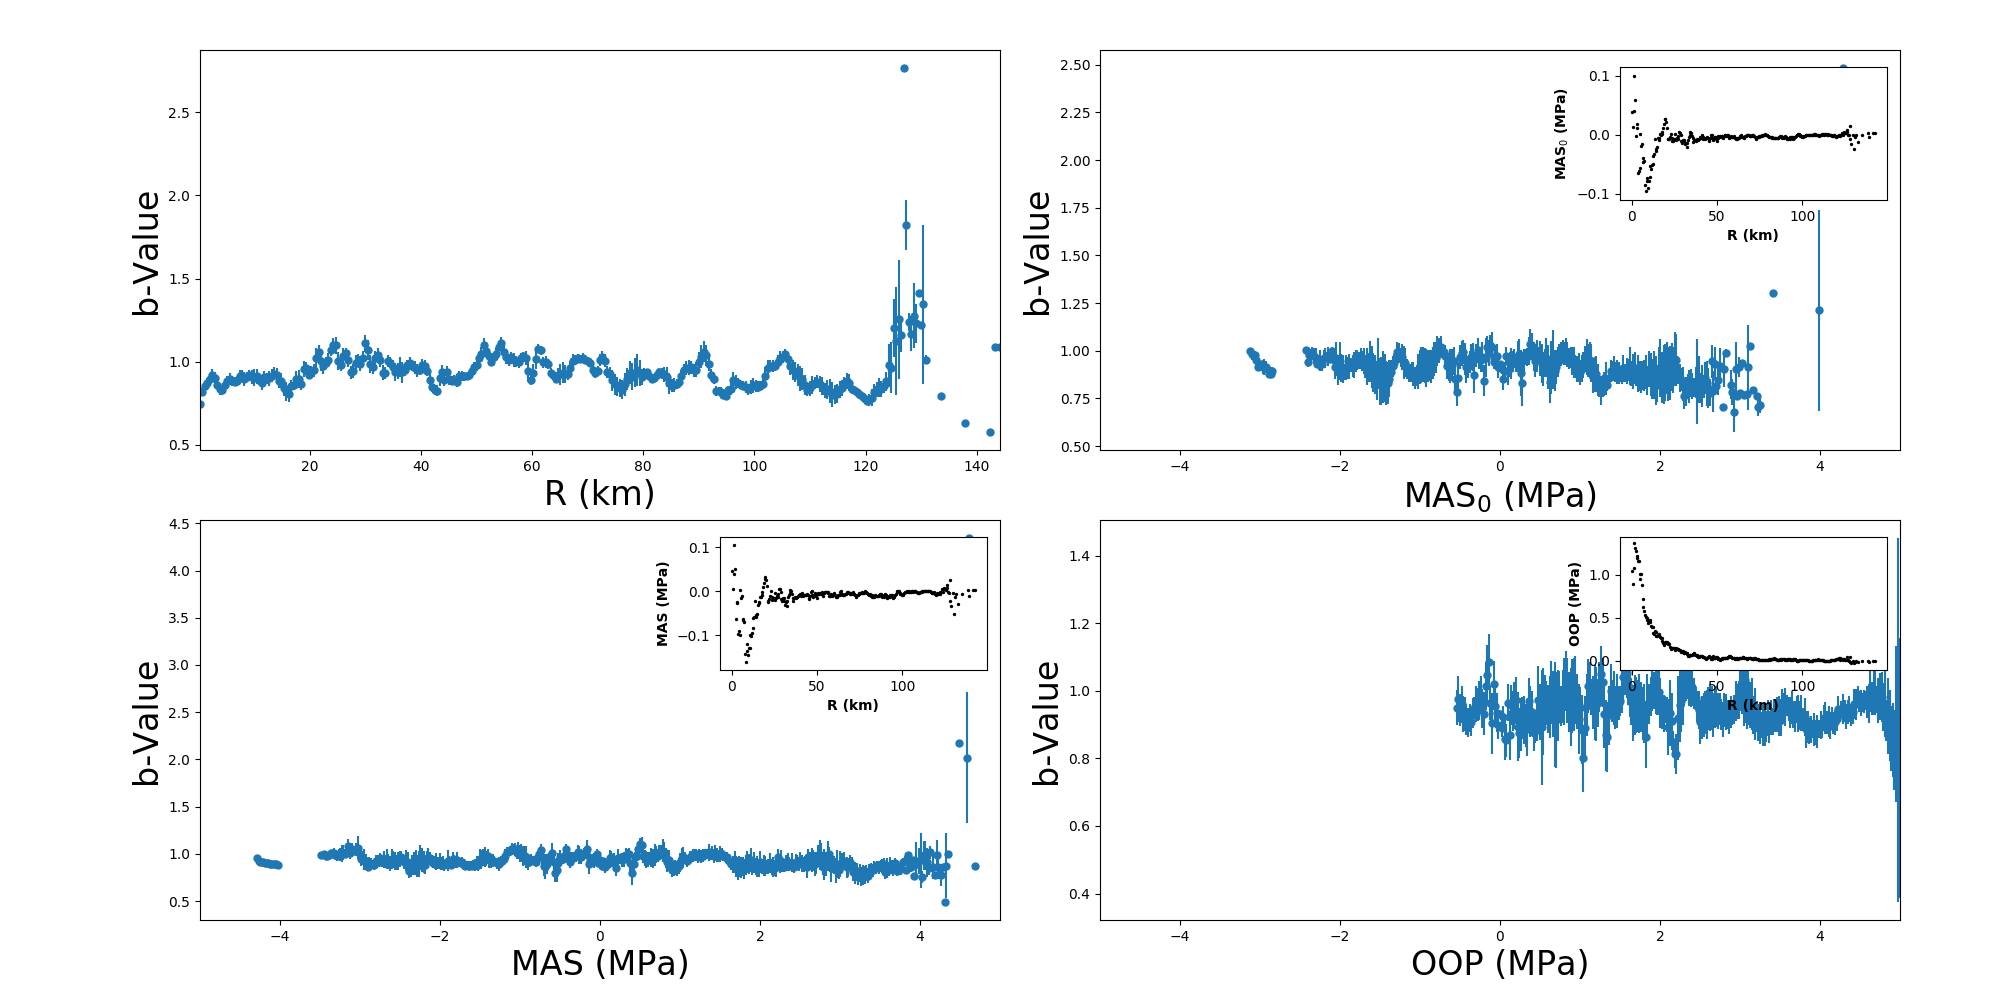 b-Value
2.5
2.0
1.5
1.0
0.5
20 40 60 80 100 120 140
R (km)
b-Value
2.50
2.25
2.00
1.75
1.50
1.25
1.00
0.75
0.50
−4 −2 0 2 4
MAS₀ (MPa)
MAS₀ (MPa)
0.1
0.0
−0.1
0 50 100
R (km)
b-Value
4.5
4.0
3.5
3.0
2.5
2.0
1.5
1.0
0.5
−4 −2 0 2 4
MAS (MPa)
MAS (MPa)
0.1
0.0
−0.1
0 50 100
R (km)
b-Value
1.4
1.2
1.0
0.8
0.6
0.4
−4 −2 0 2 4
OOP (MPa)
OOP (MPa)
1.0
0.5
0.0
0 50 100
R (km)